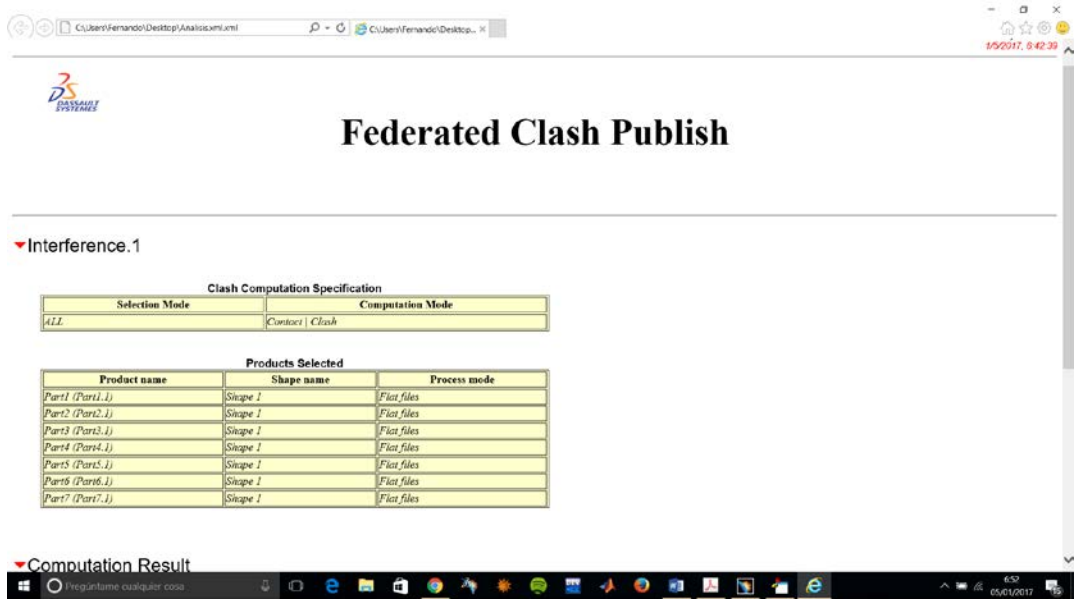 C:\Users\Fernando\Desktop\Analisis.xml.xml
C:\Users\Fernando\Desktop...
1/5/2017, 6:42:39
DASSAULT
SYSTEMES
Federated Clash Publish
Interference.1
Clash Computation Specification
Selection Mode Computation Mode
ALL Contact | Clash
Products Selected
Product name Shape name Process mode
Part1 (Part1.1) Shape 1 Flat files
Part2 (Part2.1) Shape 1 Flat files
Part3 (Part3.1) Shape 1 Flat files
Part4 (Part4.1) Shape 1 Flat files
Part5 (Part5.1) Shape 1 Flat files
Part6 (Part6.1) Shape 1 Flat files
Part7 (Part7.1) Shape 1 Flat files
Computation Result
Pregúntame cualquier cosa
6:52
05/01/2017